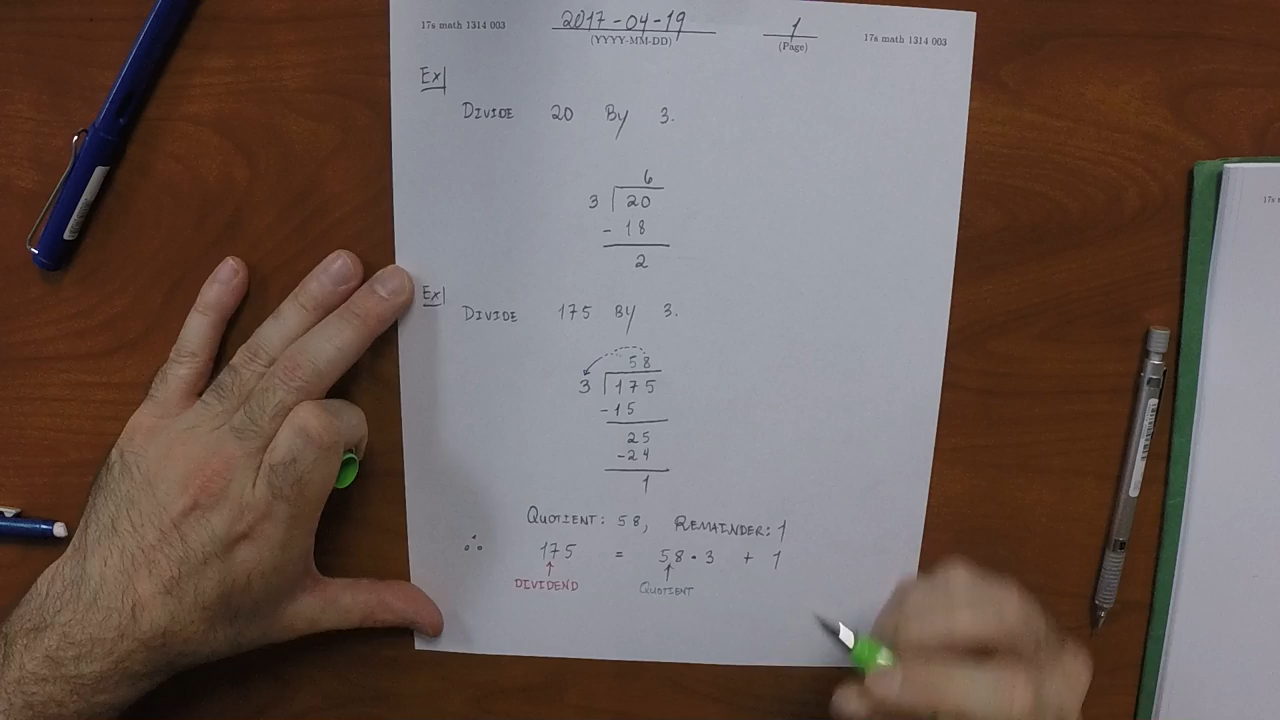 17s math 1314 003 2017-04-19 1 17s math 1314 003
(YYYY-MM-DD) (Page)
Ex|
DIVIDE 20 By 3.
6
3 20
- 18
2
Ex|
DIVIDE 175 By 3.
58
3 175
-15
25
-24
1
QUOTIENT: 58, REMAINDER: 1
∴ 175 = 58 · 3 + 1
↑ ↑
DIVIDEND QUOTIENT
17s